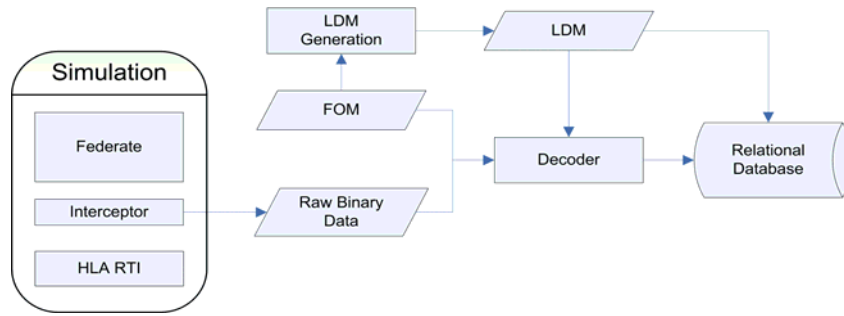 LDM
Generation
LDM
Simulation
FOM
Federate
Decoder
Relational
Database
Interceptor
Raw Binary
Data
HLA RTI